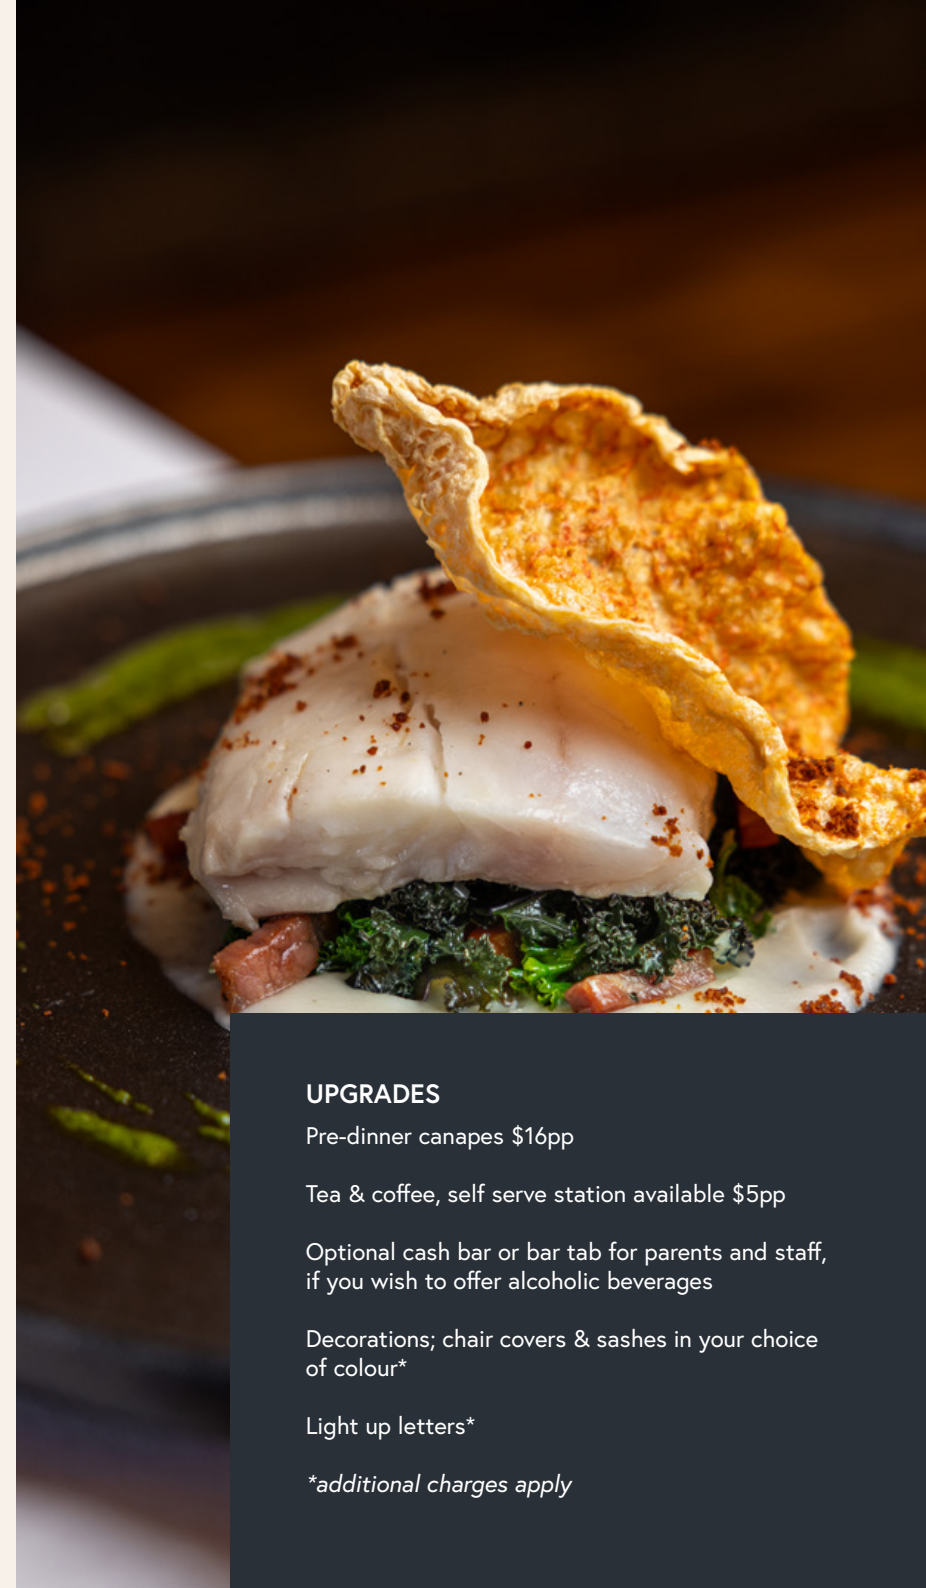 UPGRADES
Pre-dinner canapes $16pp
Tea & coffee, self serve station available $5pp
Optional cash bar or bar tab for parents and staff,
if you wish to offer alcoholic beverages
Decorations; chair covers & sashes in your choice
of colour*
Light up letters*
*additional charges apply